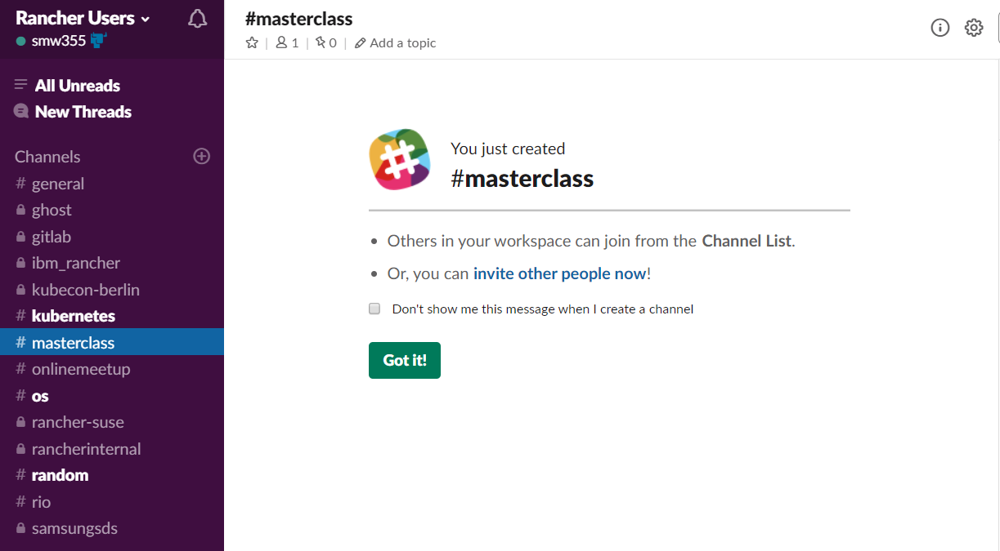 Rancher Users
smw355
All Unreads
New Threads
Channels
# general
ghost
gitlab
ibm_rancher
kubecon-berlin
# kubernetes
# masterclass
# onlinemeetup
# os
rancher-suse
rancherinternal
# random
# rio
samsungsds
#masterclass
| 1 | 0 | Add a topic
You just created
#masterclass
• Others in your workspace can join from the Channel List.
• Or, you can invite other people now!
Don't show me this message when I create a channel
Got it!